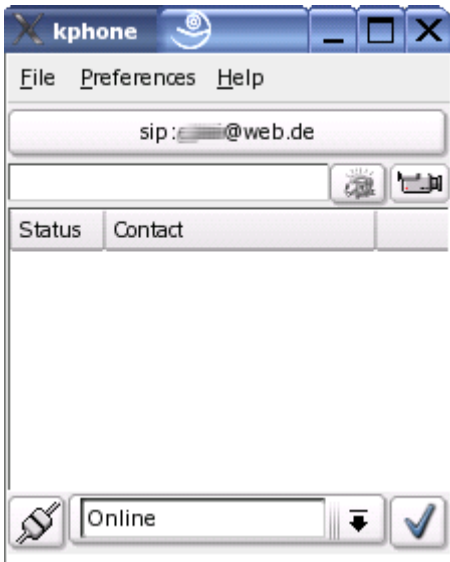 kphone
File Preferences Help
sip: @web.de
Status Contact
Online